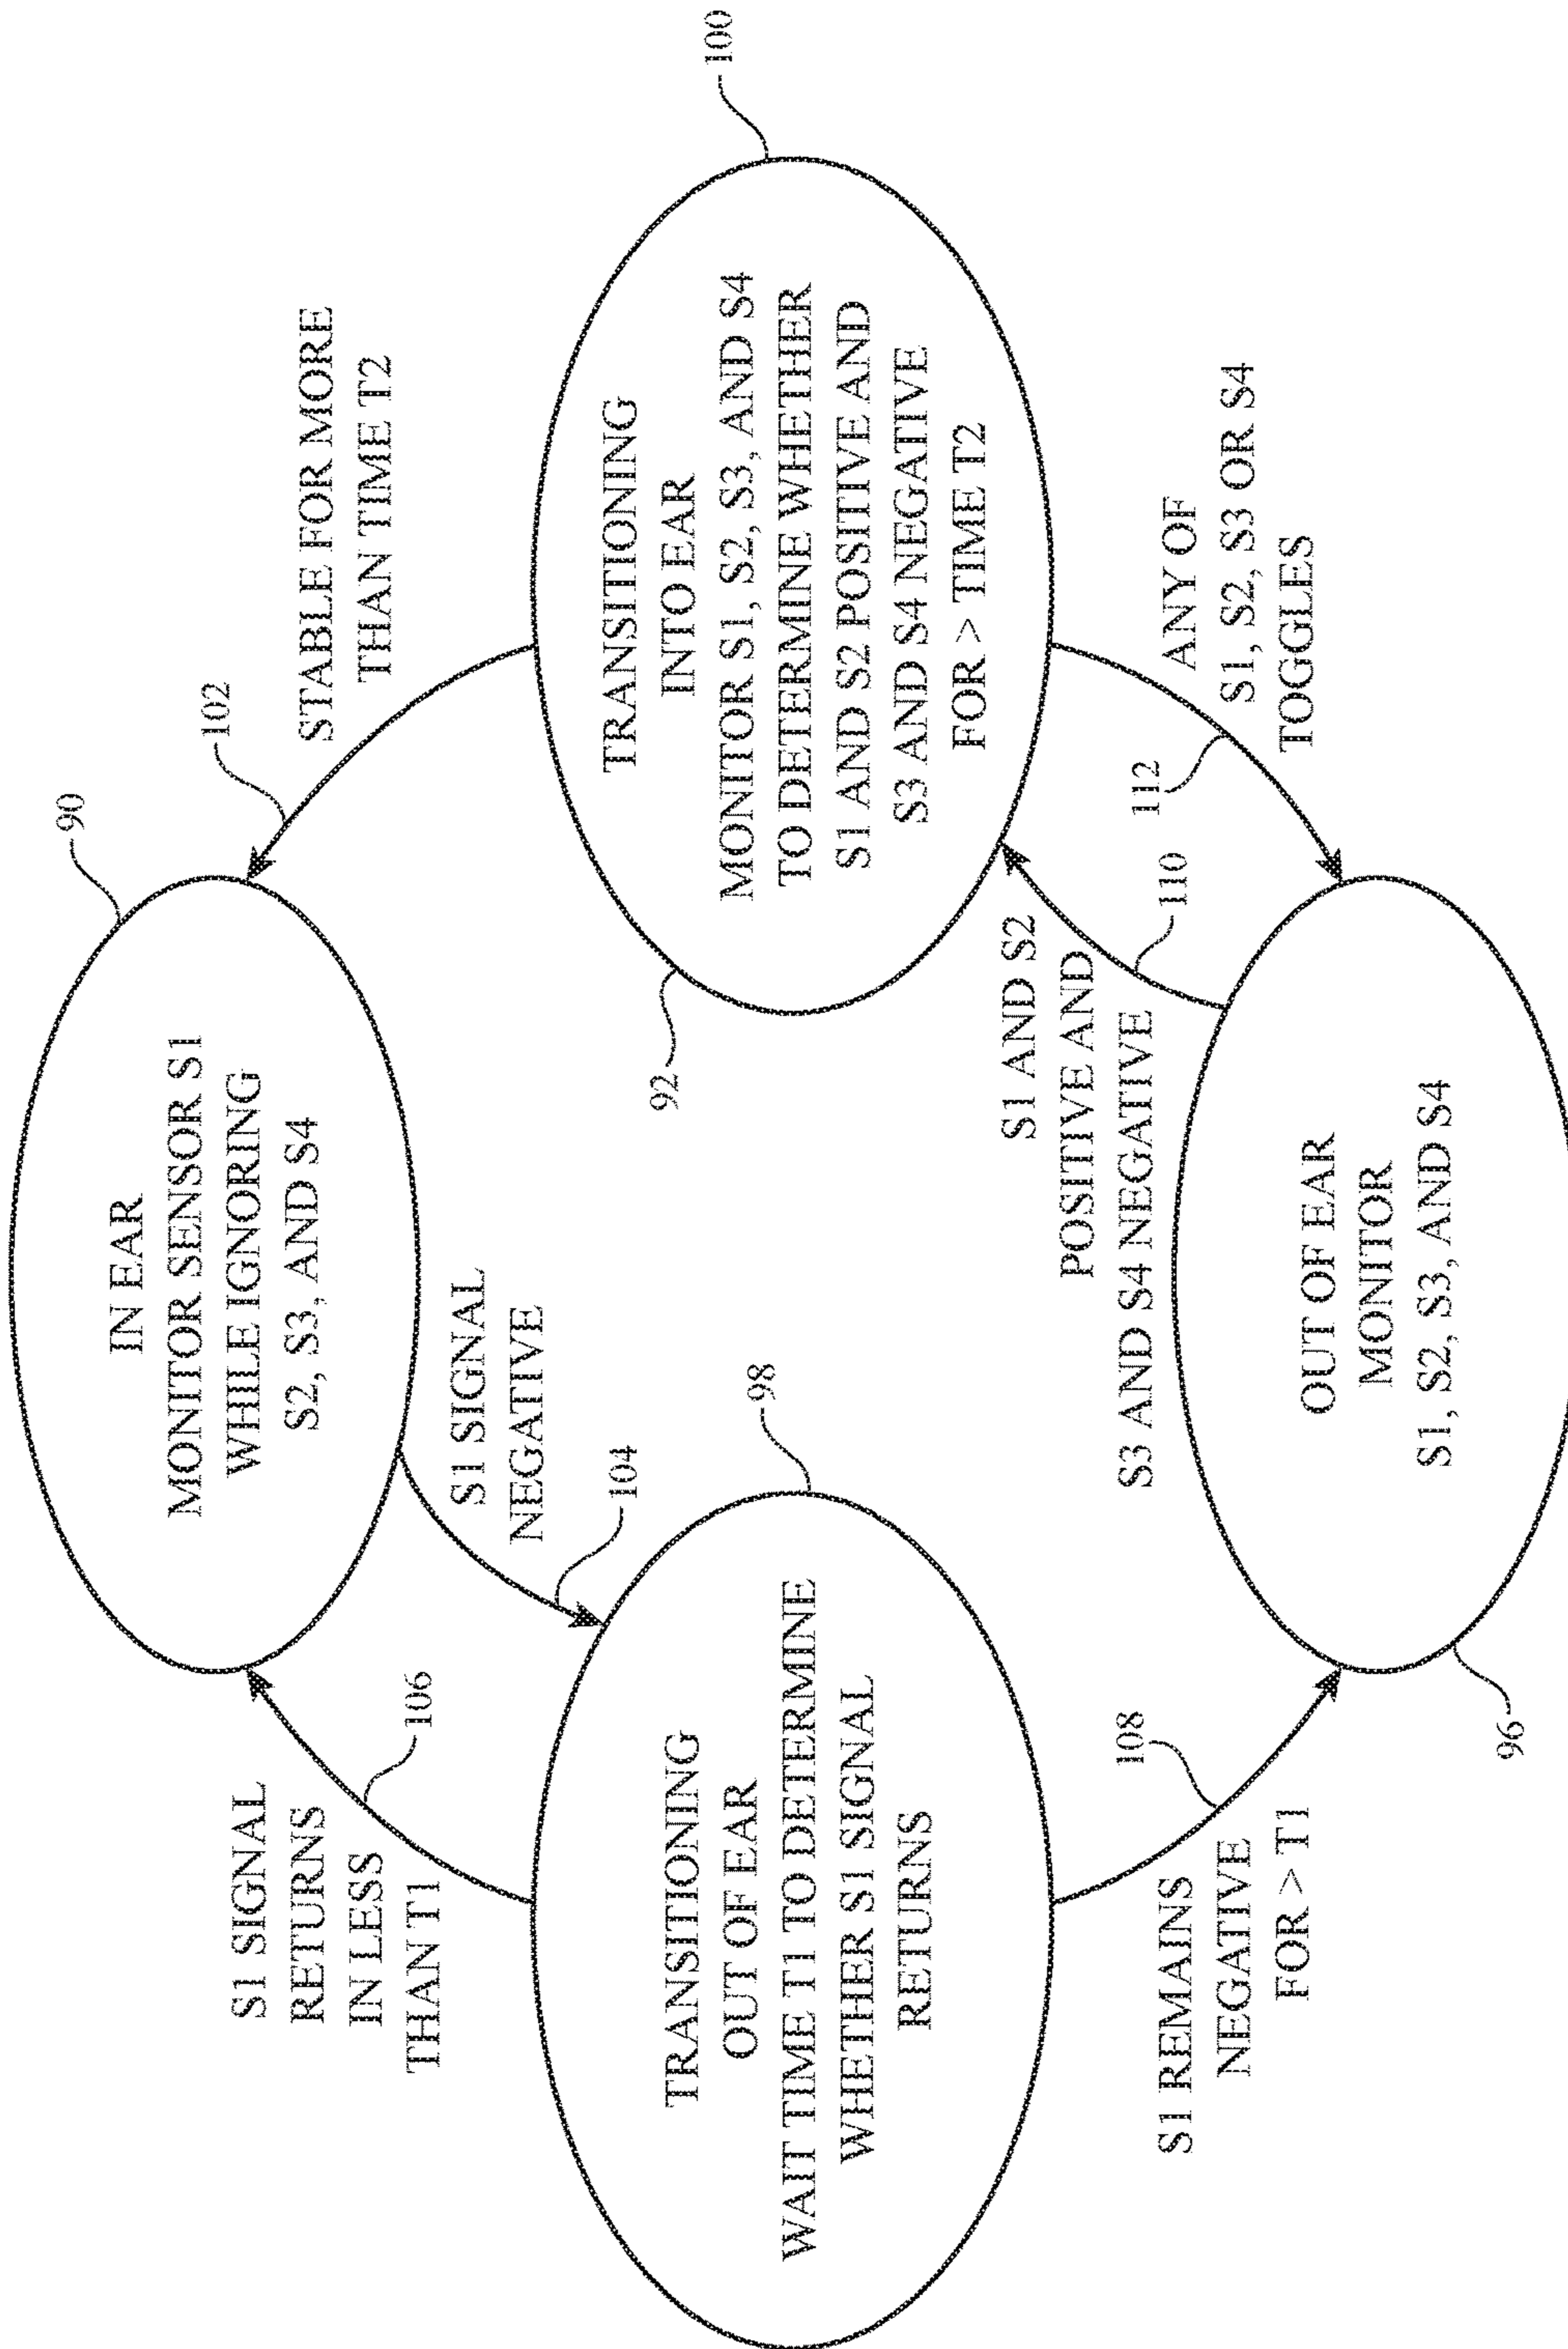 90
IN EAR
MONITOR SENSOR S1
WHILE IGNORING
S2, S3, AND S4
102
STABLE FOR MORE
THAN TIME T2
S1 SIGNAL
RETURNS
IN LESS
THAN T1
106
S1 SIGNAL
NEGATIVE
104
98
TRANSITIONING
OUT OF EAR
WAIT TIME T1 TO DETERMINE
WHETHER S1 SIGNAL
RETURNS
92
100
TRANSITIONING
INTO EAR
MONITOR S1, S2, S3, AND S4
TO DETERMINE WHETHER
S1 AND S2 POSITIVE AND
S3 AND S4 NEGATIVE
FOR > TIME T2
108
S1 REMAINS
NEGATIVE
FOR > T1
S1 AND S2
POSITIVE AND
S3 AND S4 NEGATIVE
110
112
ANY OF
S1, S2, S3 OR S4
TOGGLES
OUT OF EAR
MONITOR
S1, S2, S3, AND S4
96